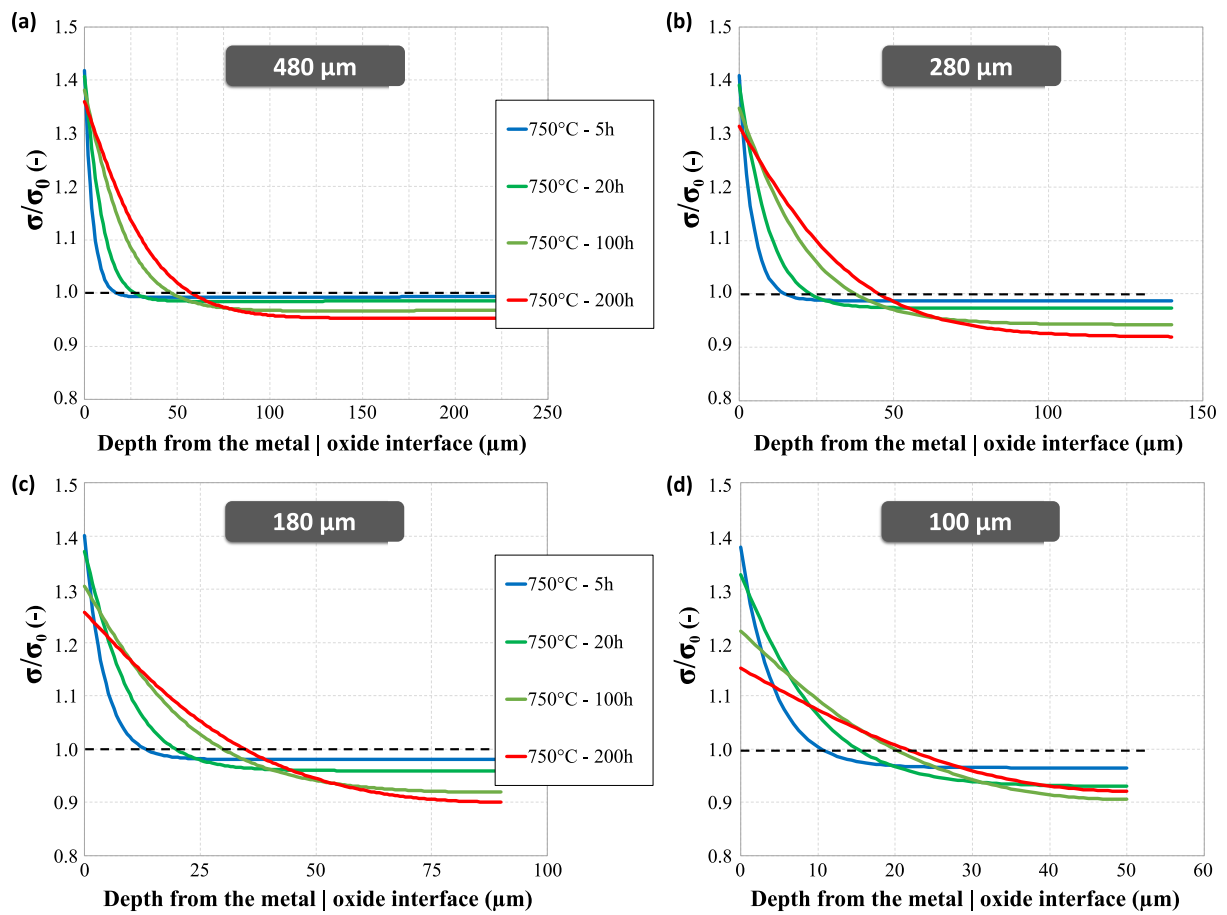 (a)
480 µm
1.5
1.4
1.3
1.2
1.1
1.0
0.9
0.8
σ/σ₀ (-)
0
50
100
150
200
250
Depth from the metal | oxide interface (µm)
750°C - 5h
750°C - 20h
750°C - 100h
750°C - 200h
(b)
280 µm
1.5
1.4
1.3
1.2
1.1
1.0
0.9
0.8
σ/σ₀ (-)
0
50
100
150
Depth from the metal | oxide interface (µm)
(c)
180 µm
1.5
1.4
1.3
1.2
1.1
1.0
0.9
0.8
σ/σ₀ (-)
0
25
50
75
100
Depth from the metal | oxide interface (µm)
750°C - 5h
750°C - 20h
750°C - 100h
750°C - 200h
(d)
100 µm
1.5
1.4
1.3
1.2
1.1
1.0
0.9
0.8
σ/σ₀ (-)
0
10
20
30
40
50
60
Depth from the metal | oxide interface (µm)